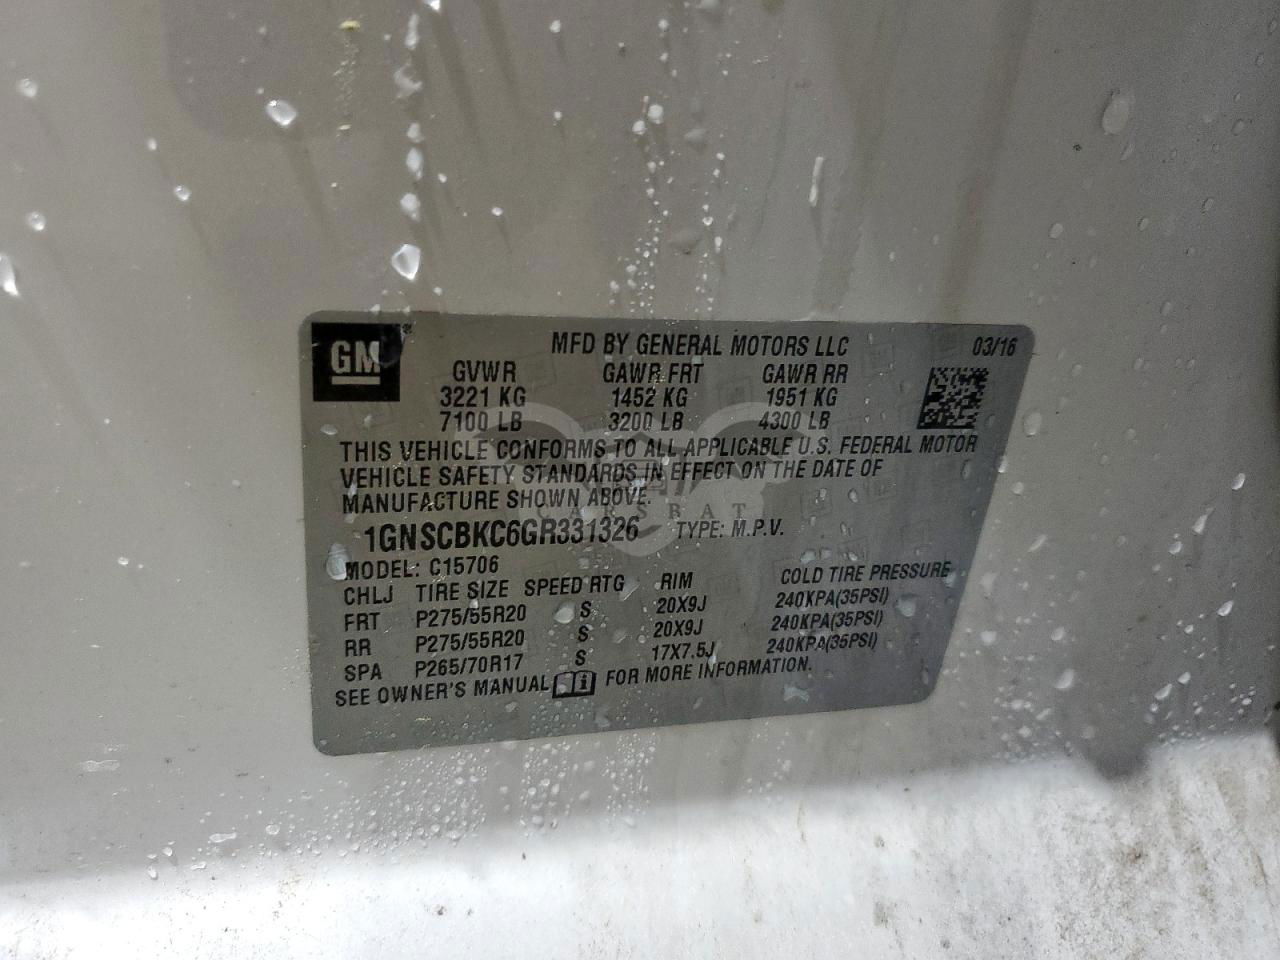 GM®
MFD BY GENERAL MOTORS LLC 03/16
GVWR GAWR FRT GAWR RR
3221 KG 1452 KG 1951 KG
7100 LB 3200 LB 4300 LB
THIS VEHICLE CONFORMS TO ALL APPLICABLE U.S. FEDERAL MOTOR
VEHICLE SAFETY STANDARDS IN EFFECT ON THE DATE OF
MANUFACTURE SHOWN ABOVE.
CARSBAT
1GNSCBKC6GR331326 TYPE: M.P.V.
MODEL: C15706
CHLJ TIRE SIZE SPEED RTG RIM COLD TIRE PRESSURE
FRT P275/55R20 S 20X9J 240KPA(35PSI)
RR P275/55R20 S 20X9J 240KPA(35PSI)
SPA P265/70R17 S 17X7.5J 240KPA(35PSI)
SEE OWNER'S MANUAL FOR MORE INFORMATION.